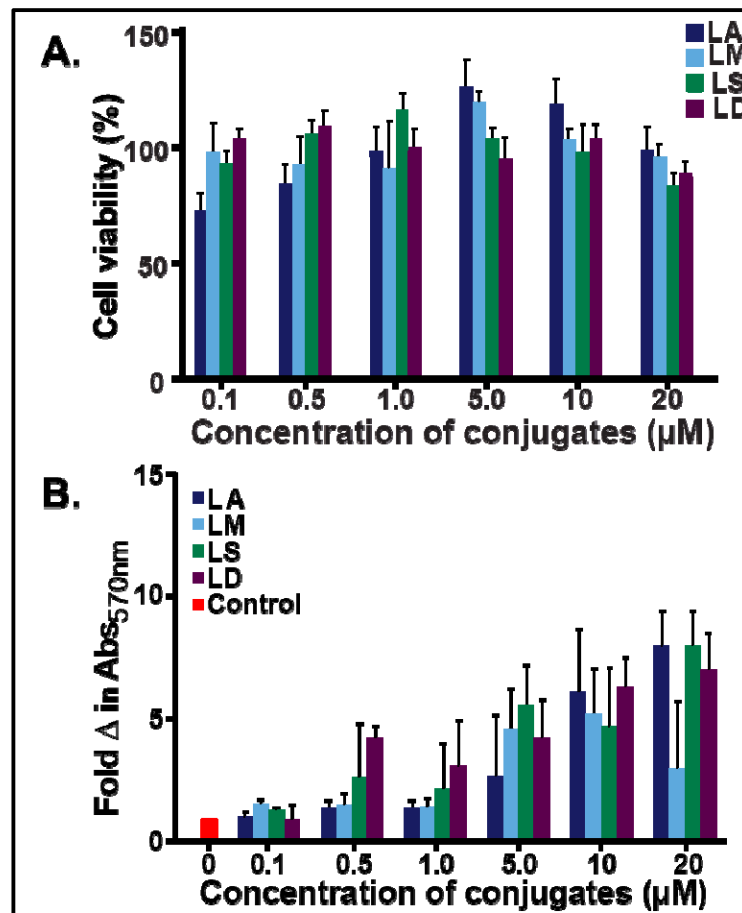 A.
Cell viability (%)
150
100
50
0
LA
LM
LS
LD
0.1 0.5 1.0 5.0 10 20
Concentration of conjugates (µM)
B.
Fold Δ in Abs570nm
15
10
5
0
LA
LM
LS
LD
Control
0 0.1 0.5 1.0 5.0 10 20
Concentration of conjugates (µM)